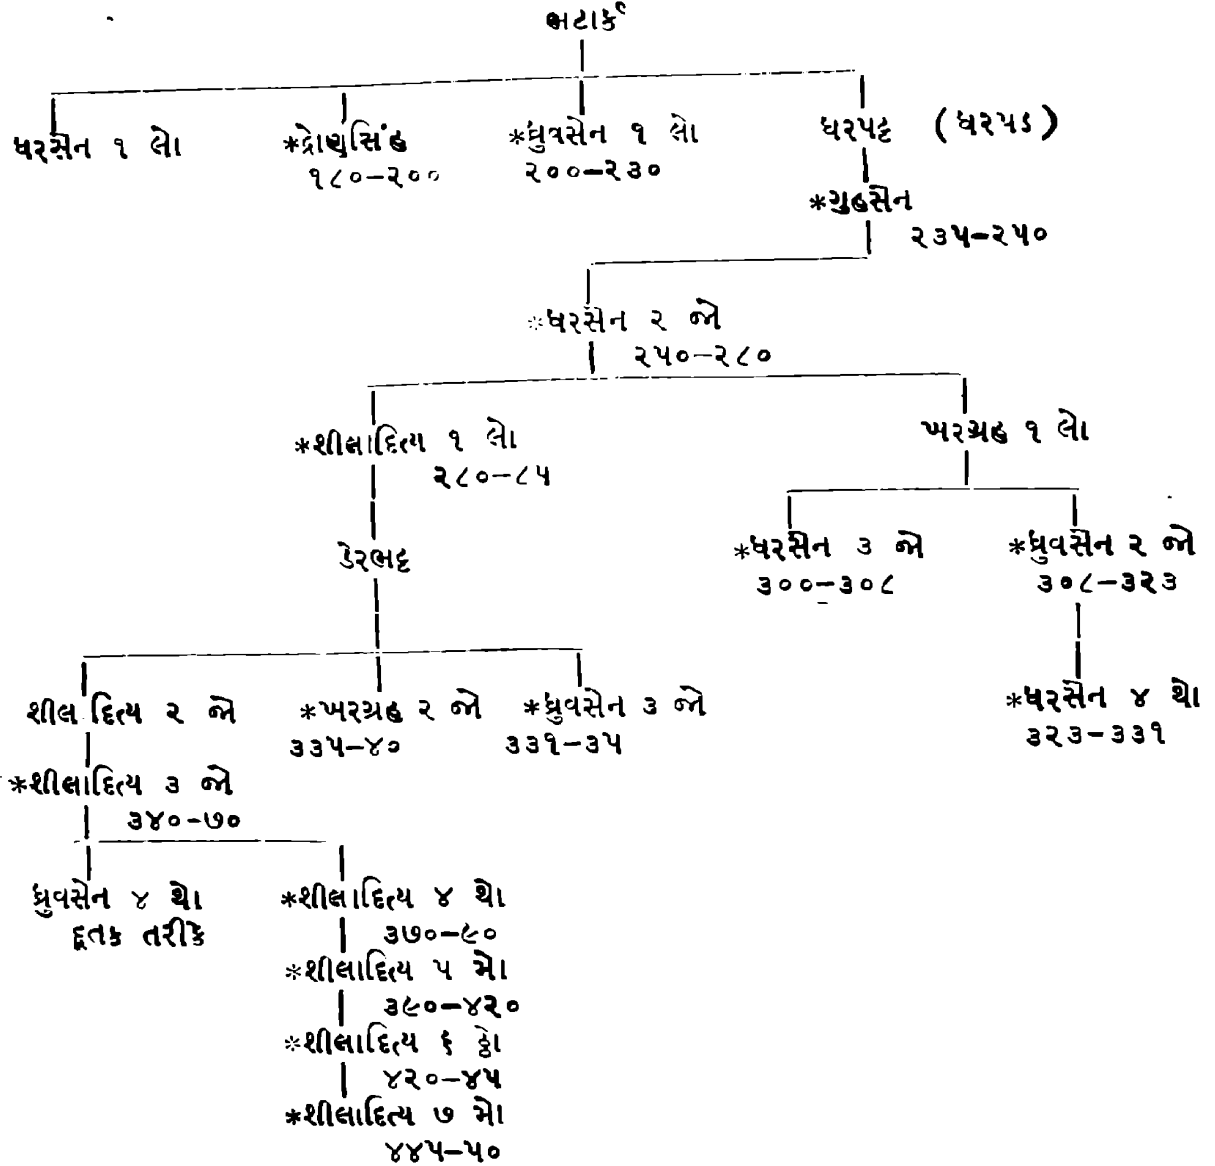 ભટાર્ક
ધરસેન ૧ લો
*દ્રોણસિંહ
૧૮૦-૨૦૦
*ધ્રુવસેન ૧ લો
૨૦૦-૨૩૦
ધરપટ્ટ (ધરપડ)
*ગુહસેન
૨૩૫-૨૫૦
*ધરસેન ૨ જો
૨૫૦-૨૮૦
*શીલાદિત્ય ૧ લો
૨૮૦-૮૫
ખરગ્રહ ૧ લો
ડેરભટ્ટ
*ધરસેન ૩ જો
૩૦૦-૩૦૮
*ધ્રુવસેન ૨ જો
૩૦૮-૩૨૩
શીલાદિત્ય ૨ જો
*ખરગ્રહ ૨ જો
૩૩૫-૪૦
*ધ્રુવસેન ૩ જો
૩૩૧-૩૫
*ધરસેન ૪ થો
૩૨૩-૩૩૧
*શીલાદિત્ય ૩ જો
૩૪૦-૭૦
ધ્રુવસેન ૪ થો
દૂતક તરીકે
*શીલાદિત્ય ૪ થો
૩૭૦-૯૦
*શીલાદિત્ય ૫ મો
૩૯૦-૪૨૦
*શીલાદિત્ય ૬ ઠ્ઠો
૪૨૦-૪૫
*શીલાદિત્ય ૭ મો
૪૪૫-૫૦